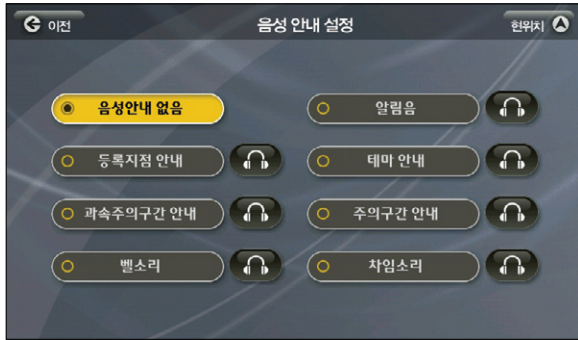 이전
음성 안내 설정
현위치
음성안내 없음
알림음
등록지점 안내
테마 안내
과속주의구간 안내
주의구간 안내
벨소리
차임소리